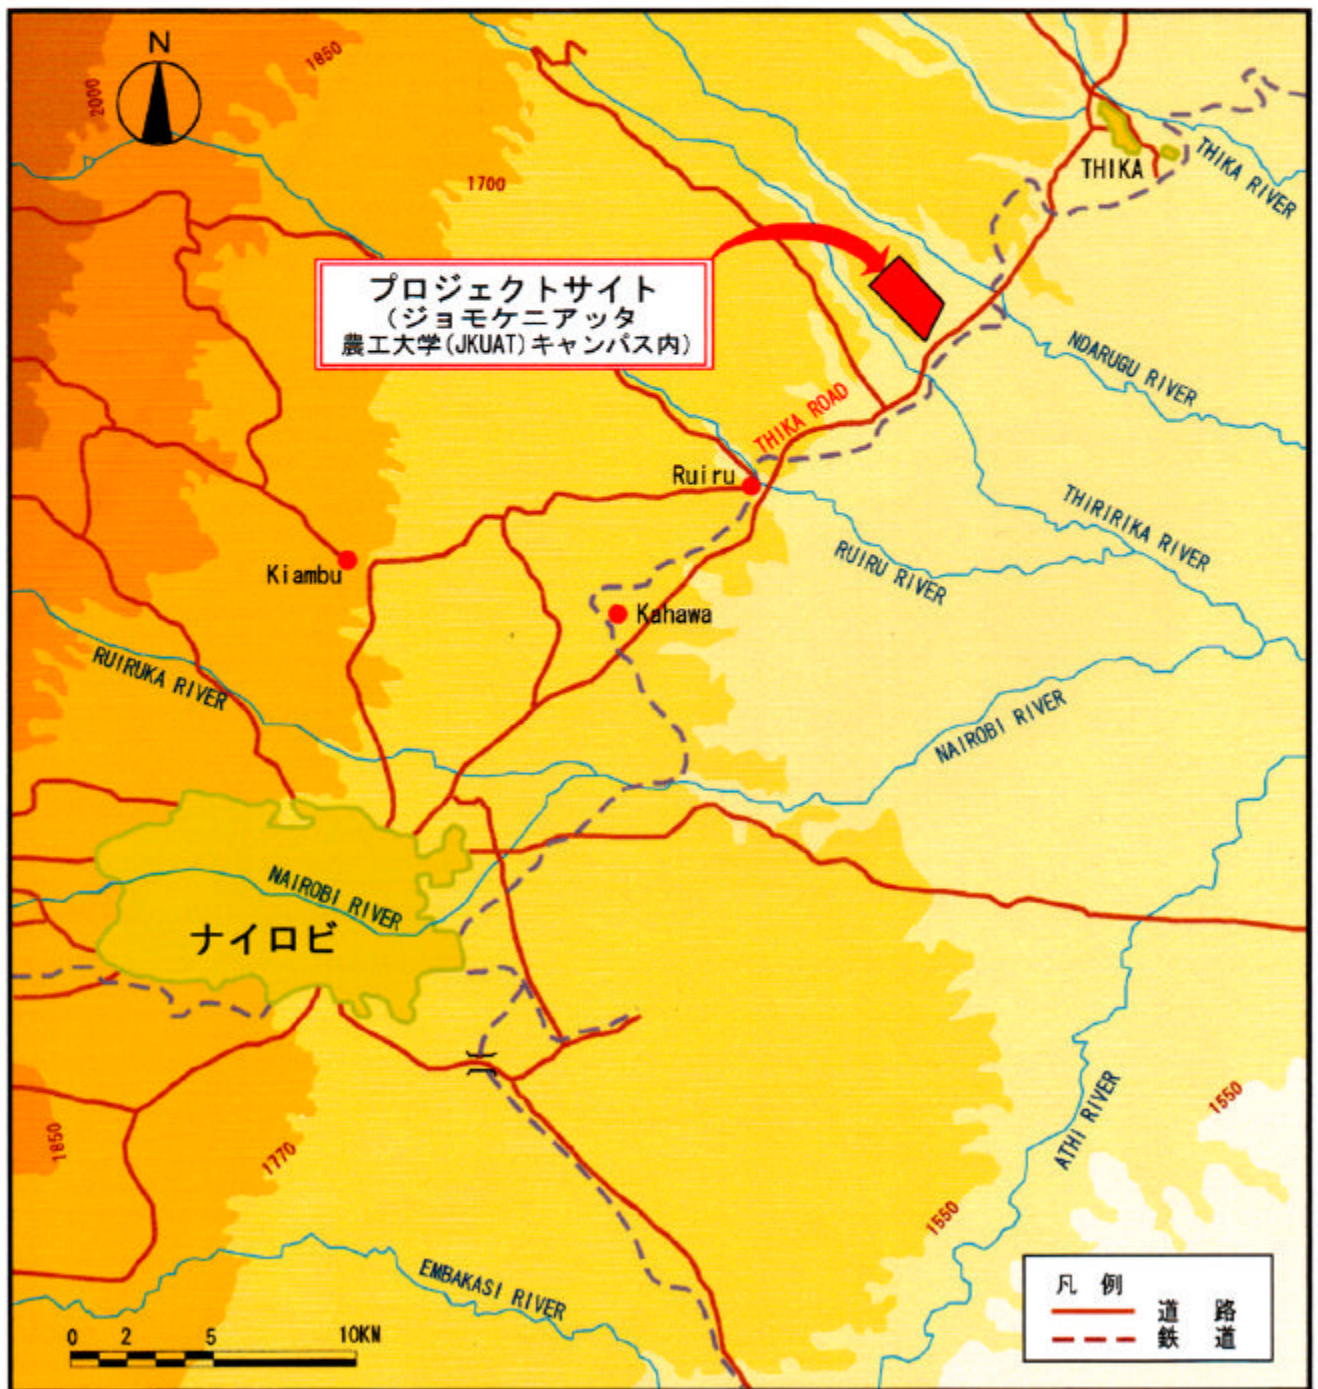 N
1850
2000
THIKA
THIKA RIVER
1700
プロジェクトサイト
(ジョモケニアッタ
農工大学(JKUAT)キャンパス内)
NDARUGU RIVER
THIKA ROAD
Ruiru
THIRIRIKA RIVER
RUIRU RIVER
Kiambu
Kahawa
RUIRUKA RIVER
NAIROBI RIVER
NAIROBI RIVER
ナイロビ
1550
ATHI RIVER
1850
1770
1550
EMBAKASI RIVER
凡 例
道 路
鉄 道
0 2 5 10KN